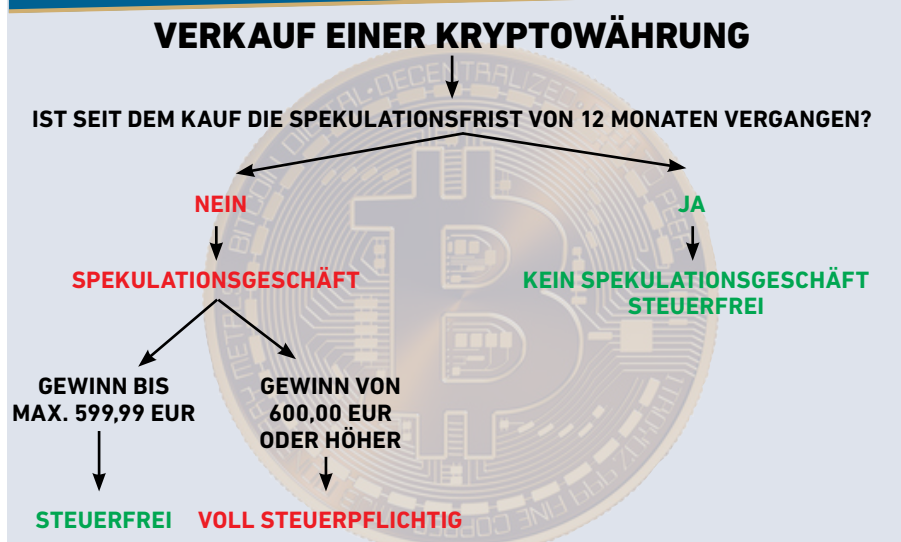 VERKAUF EINER KRYPTOWÄHRUNG
IST SEIT DEM KAUF DIE SPEKULATIONSFRIST VON 12 MONATEN VERGANGEN?
NEIN
JA
SPEKULATIONSGESCHÄFT
KEIN SPEKULATIONSGESCHÄFT
STEUERFREI
GEWINN BIS
MAX. 599,99 EUR
GEWINN VON
600,00 EUR
ODER HÖHER
STEUERFREI
VOLL STEUERPFLICHTIG
DECENTRALIZED